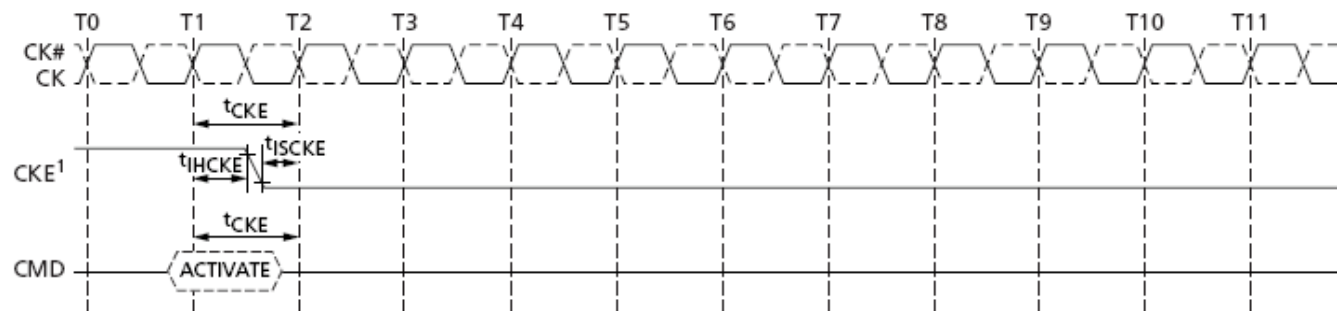 T0 T1 T2 T3 T4 T5 T6 T7 T8 T9 T10 T11
CK#
CK
tCKE
tISCKE
tIHCKE
CKE1
tCKE
CMD ACTIVATE